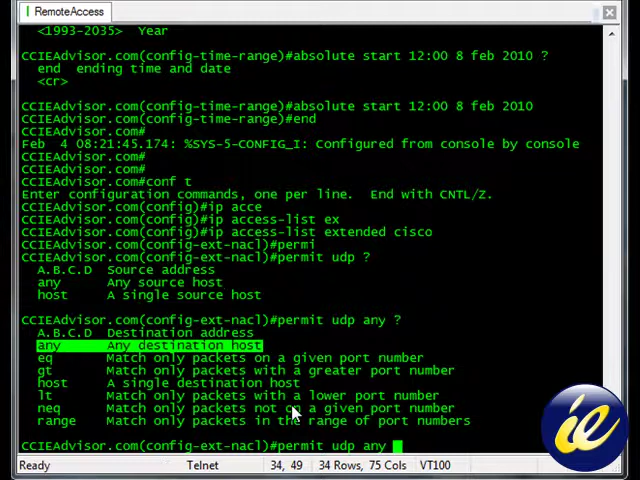 RemoteAccess
<1993-2035>  Year
CCIEAdvisor.com(config-time-range)#absolute start 12:00 8 feb 2010 ?
end  ending time and date
<cr>
CCIEAdvisor.com(config-time-range)#absolute start 12:00 8 feb 2010
CCIEAdvisor.com(config-time-range)#end
CCIEAdvisor.com#
Feb  4 08:21:45.174: %SYS-5-CONFIG_I: Configured from console by console
CCIEAdvisor.com#
CCIEAdvisor.com#
CCIEAdvisor.com#conf t
Enter configuration commands, one per line.  End with CNTL/Z.
CCIEAdvisor.com(config)#ip acce
CCIEAdvisor.com(config)#ip access-list ex
CCIEAdvisor.com(config)#ip access-list extended cisco
CCIEAdvisor.com(config-ext-nacl)#permi
CCIEAdvisor.com(config-ext-nacl)#permit udp ?
A.B.C.D  Source address
any      Any source host
host     A single source host
CCIEAdvisor.com(config-ext-nacl)#permit udp any ?
A.B.C.D  Destination address
any      Any destination host
eq       Match only packets on a given port number
gt       Match only packets with a greater port number
host     A single destination host
lt       Match only packets with a lower port number
neq      Match only packets not on a given port number
range    Match only packets in the range of port numbers
CCIEAdvisor.com(config-ext-nacl)#permit udp any
ie
Ready Telnet 34, 49 34 Rows, 75 Cols VT100